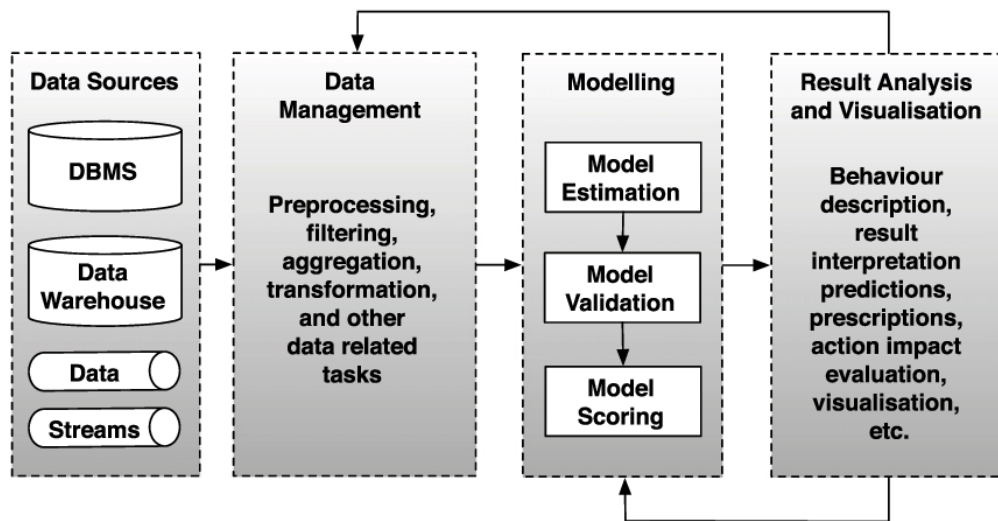 Data Sources
DBMS
Data
Warehouse
Data
Streams
Data
Management
Preprocessing,
filtering,
aggregation,
transformation,
and other
data related
tasks
Modelling
Model
Estimation
Model
Validation
Model
Scoring
Result Analysis
and Visualisation
Behaviour
description,
result
interpretation
predictions,
prescriptions,
action impact
evaluation,
visualisation,
etc.